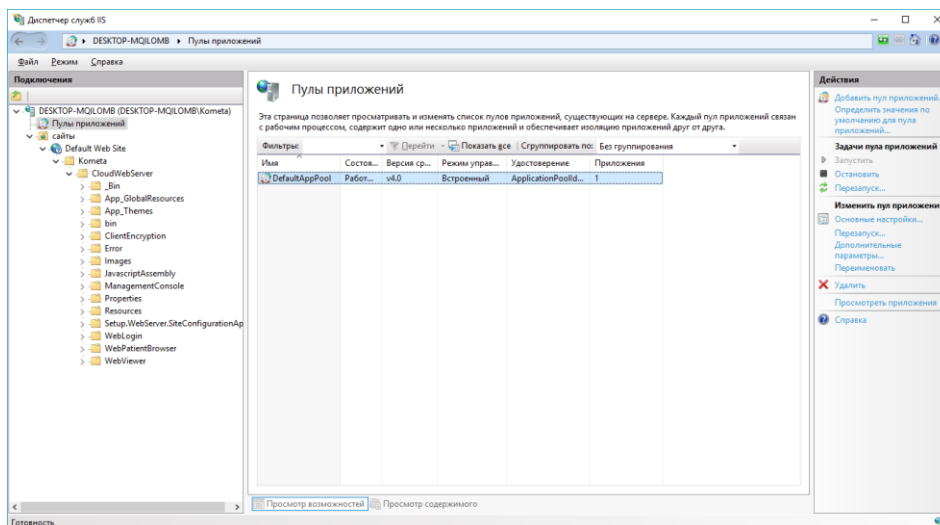 Диспетчер служб IIS
DESKTOP-MQILOMB
Пулы приложений
Файл Режим Справка
Подключения
DESKTOP-MQILOMB (DESKTOP-MQILOMB\Kometa)
Пулы приложений
сайты
Default Web Site
Kometa
CloudWebServer
_Bin
App_GlobalResources
App_Themes
bin
ClientEncryption
Error
Images
JavascriptAssembly
ManagementConsole
Properties
Resources
Setup.WebServer.SiteConfigurationAp
WebLogin
WebPatientBrowser
WebViewer
Пулы приложений
Эта страница позволяет просматривать и изменять список пулов приложений, существующих на сервере. Каждый пул приложений связан
с рабочим процессом, содержит одно или несколько приложений и обеспечивает изоляцию приложений друг от друга.
Фильтры: Перейти Показать все Сгруппировать по: Без группирования
Имя Состоя... Версия ср... Режим управ... Удостоверение Приложения
DefaultAppPool Работ... v4.0 Встроенный ApplicationPoolId... 1
Просмотр возможностей Просмотр содержимого
Действия
Добавить пул приложений.
Определить значения по
умолчанию для пула
приложений...
Задачи пула приложений
Запустить
Остановить
Перезапуск...
Изменить пул приложени
Основные настройки...
Перезапуск...
Дополнительные
параметры...
Переименовать
Удалить
Просмотреть приложения
Справка
Готовность